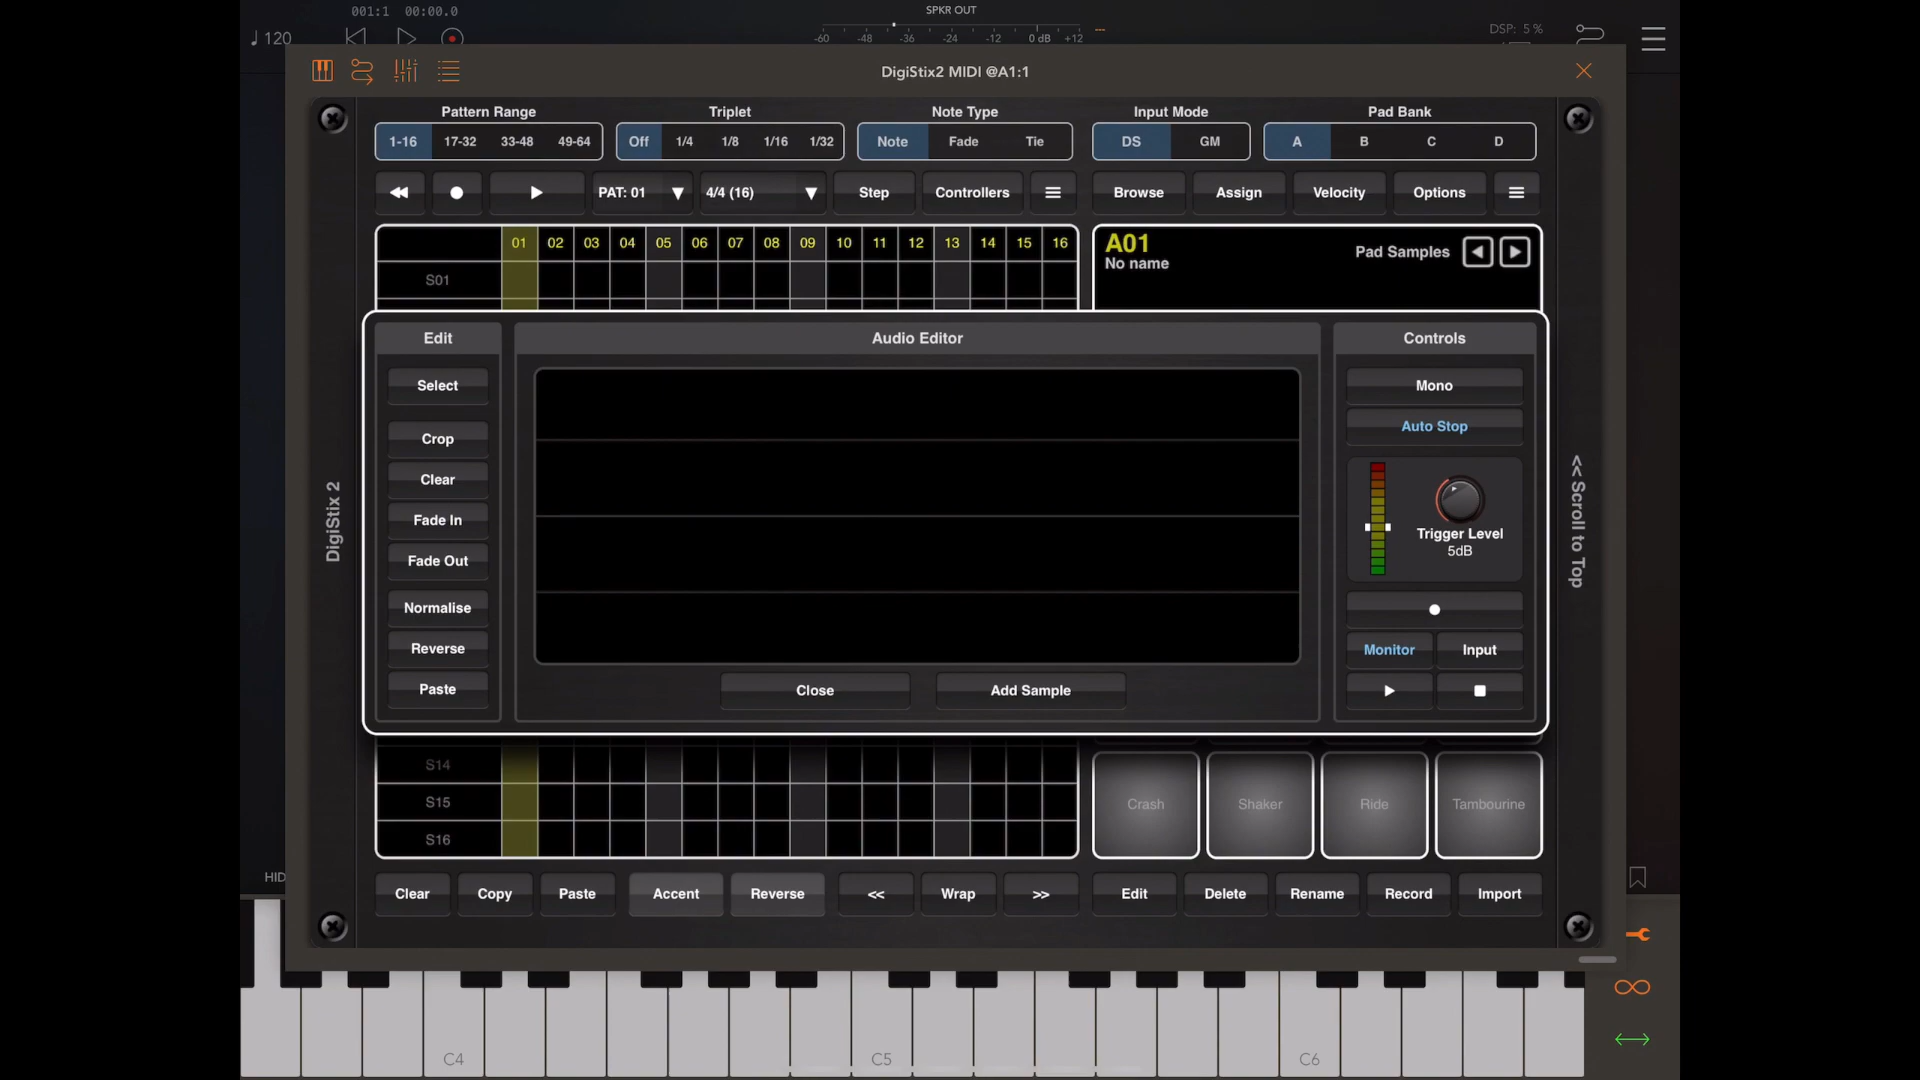 001:1 00:00.0
SPKR OUT
120
-60 -48 -36 -24 -12 0 dB +12
DSP: 5 %
DigiStix2 MIDI @A1:1
Pattern Range Triplet Note Type Input Mode Pad Bank
1-16 17-32 33-48 49-64 Off 1/4 1/8 1/16 1/32 Note Fade Tie DS GM A B C D
PAT: 01 ▼ 4/4 (16) ▼ Step Controllers Browse Assign Velocity Options
01 02 03 04 05 06 07 08 09 10 11 12 13 14 15 16
A01
No name
Pad Samples
S01
Edit
Audio Editor
Controls
Select
Crop
Clear
Fade In
Fade Out
Normalise
Reverse
Paste
Close Add Sample
Mono
Auto Stop
Trigger Level
5dB
Monitor Input
DigiStix 2
<< Scroll to Top
S14
S15
S16
Crash Shaker Ride Tambourine
HID
Clear Copy Paste Accent Reverse << Wrap >> Edit Delete Rename Record Import
C4 C5 C6